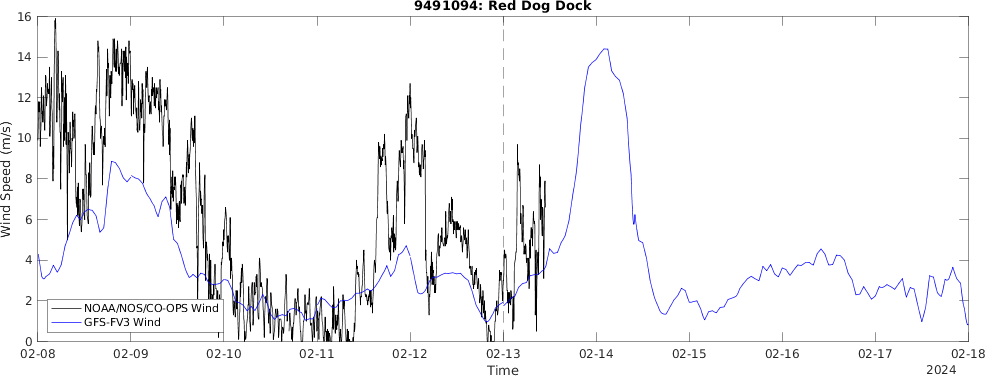 9491094: Red Dog Dock
16
14
12
10
8
6
4
2
0
Wind Speed (m/s)
NOAA/NOS/CO-OPS Wind
GFS-FV3 Wind
02-08 02-09 02-10 02-11 02-12 02-13 02-14 02-15 02-16 02-17 02-18
Time
2024